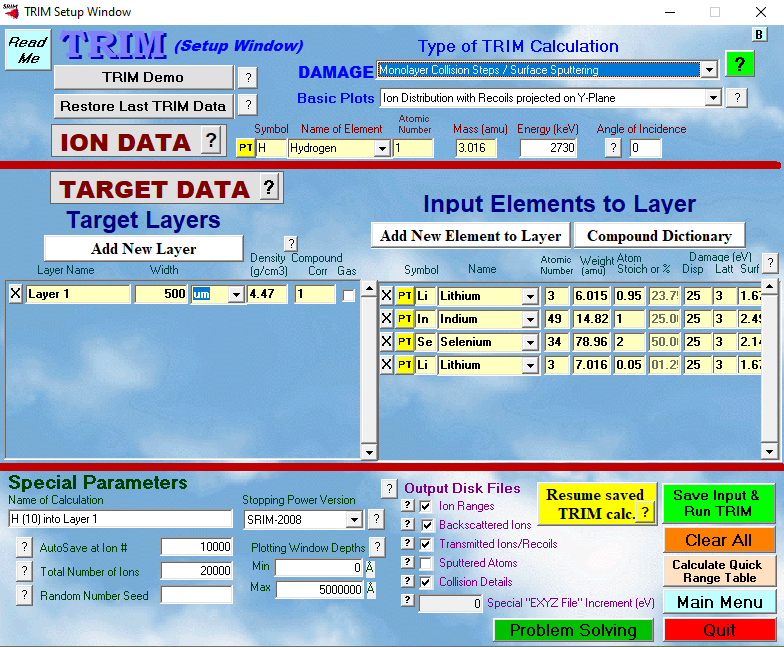 SRIM TRIM Setup Window
B
Read Me
TRIM (Setup Window)
Type of TRIM Calculation
TRIM Demo ?
DAMAGE Monolayer Collision Steps / Surface Sputtering ?
Restore Last TRIM Data ?
Basic Plots Ion Distribution with Recoils projected on Y-Plane ?
ION DATA ?
Symbol Name of Element Atomic Number Mass (amu) Energy (keV) Angle of Incidence
PT H Hydrogen 1 3.016 2730 ? 0
TARGET DATA ?
Target Layers
Input Elements to Layer
Add New Layer ?
Add New Element to Layer Compound Dictionary
Layer Name Width Density (g/cm3) Compound Corr Gas
Symbol Name Atomic Number Weight (amu) Atom Stoich or % Damage (eV) Disp Latt Surf ?
X Layer 1 500 um 4.47 1
X PT Li Lithium 3 6.015 0.95 23.7 25 3 1.6
X PT In Indium 49 14.82 1 25.0 25 3 2.4
X PT Se Selenium 34 78.96 2 50.0 25 3 2.1
X PT Li Lithium 3 7.016 0.05 01.2 25 3 1.6
Special Parameters
Name of Calculation
H (10) into Layer 1
Stopping Power Version
SRIM-2008 ?
? AutoSave at Ion # 10000
? Total Number of Ions 20000
? Random Number Seed
Plotting Window Depths ?
Min 0 Å
Max 5000000 Å
? Output Disk Files
? Ion Ranges
? Backscattered Ions
? Transmitted Ions/Recoils
? Sputtered Atoms
? Collision Details
? 0 Special "EXYZ File" Increment (eV)
Resume saved TRIM calc. ?
Save Input & Run TRIM
Clear All
Calculate Quick Range Table
Main Menu
Problem Solving
Quit